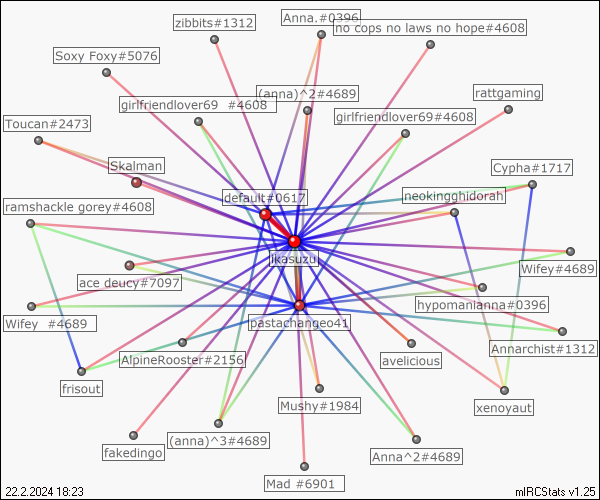 zibbits#1312
Anna.#0396
no cops no laws no hope#4608
Soxy Foxy#5076
(anna)^2#4689
rattgaming
girlfriendlover69 #4608
girlfriendlover69#4608
Toucan#2473
Skalman
Cypha#1717
default#0617
neokingghidorah
ramshackle gorey#4608
ikasuzu
Wifey#4689
ace deucy#7097
hypomanianna#0396
Wifey #4689
pastachangeo41
Annarchist#1312
AlpineRooster#2156
avelicious
frisout
Mushy#1984
xenoyaut
(anna)^3#4689
fakedingo
Anna^2#4689
Mad #6901
22.2.2024 18:23
mIRCStats v1.25